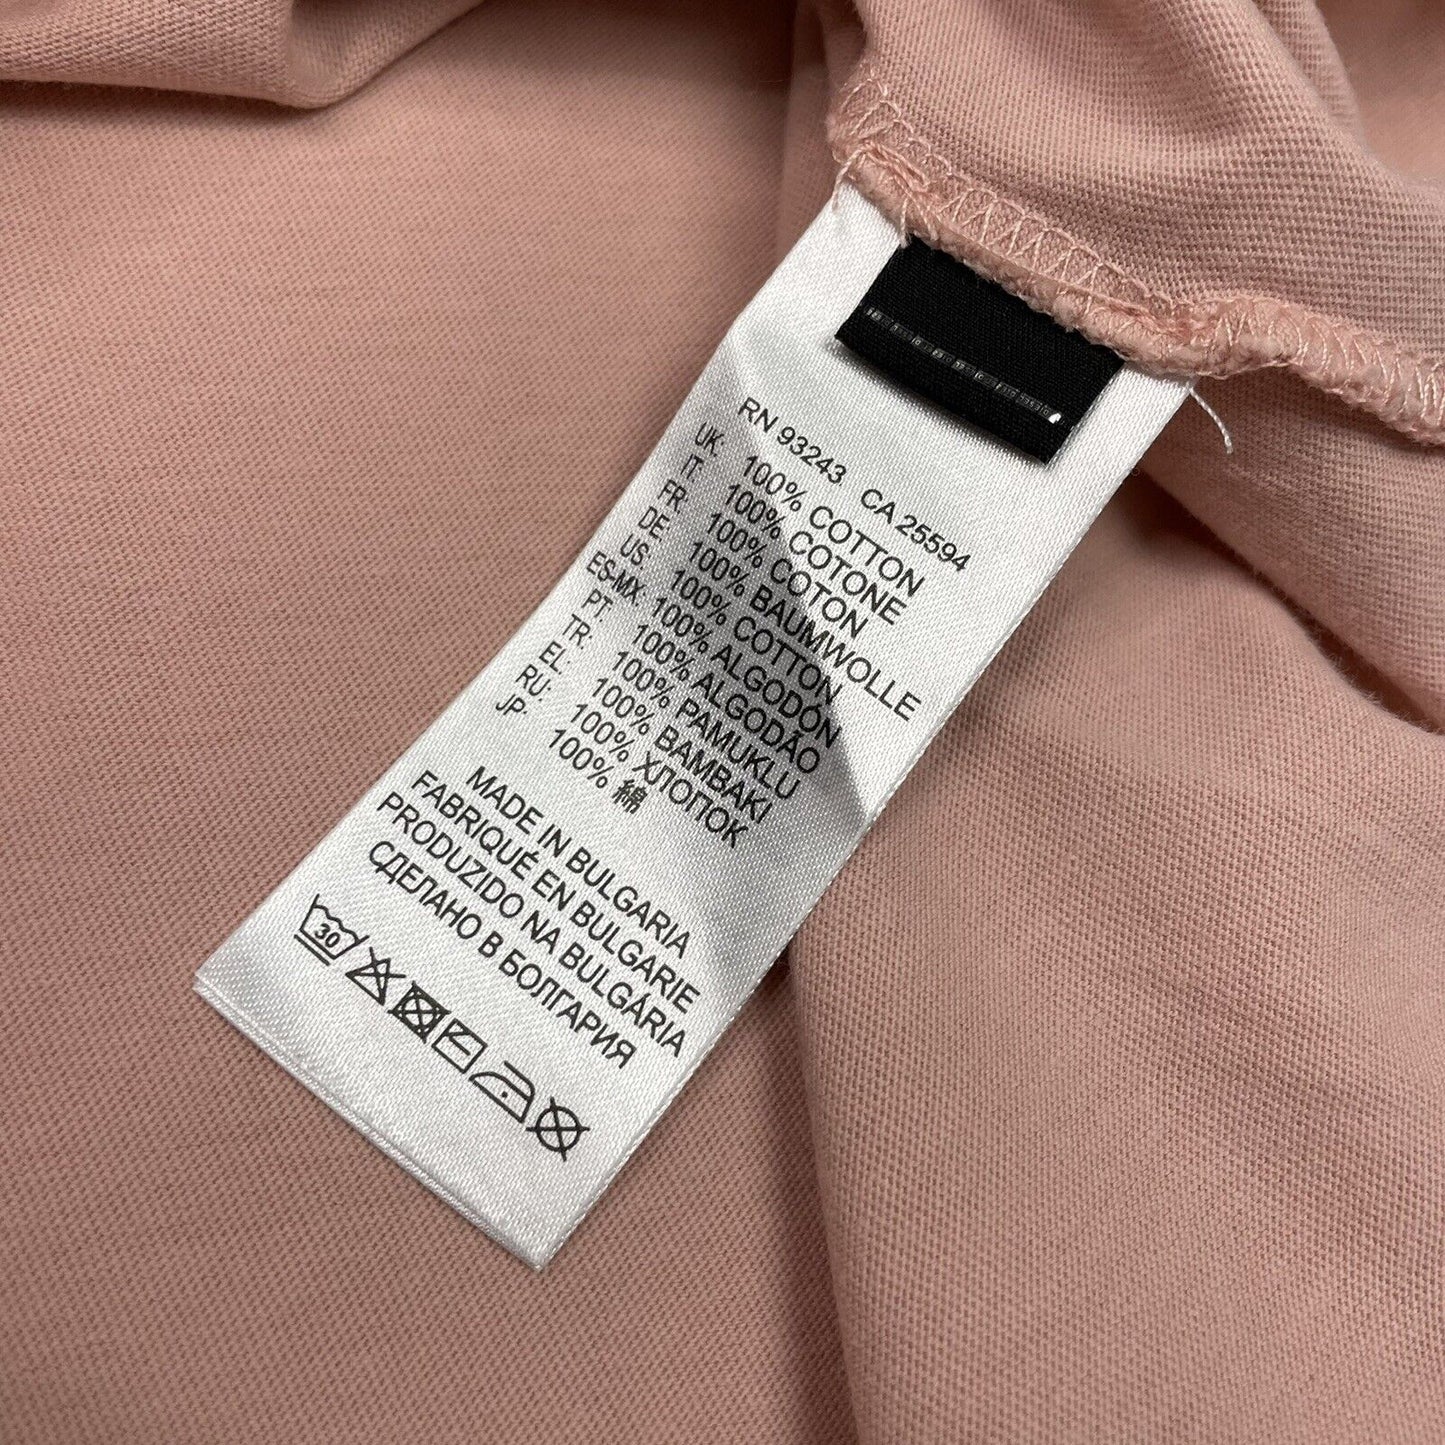 RN 93243 CA 25594
UK: 100% COTTON
IT: 100% COTONE
FR: 100% COTON
DE: 100% BAUMWOLLE
US: 100% COTTON
ES-MX: 100% ALGODÓN
PT: 100% ALGODÃO
TR: 100% PAMUKLU
EL: 100% BAMBAKI
RU: 100% ХЛОПОК
JP: 100% 綿
MADE IN BULGARIA
FABRIQUÉ EN BULGARIE
PRODUZIDO NA BULGÁRIA
СДЕЛАНО В БОЛГАРИЯ
30